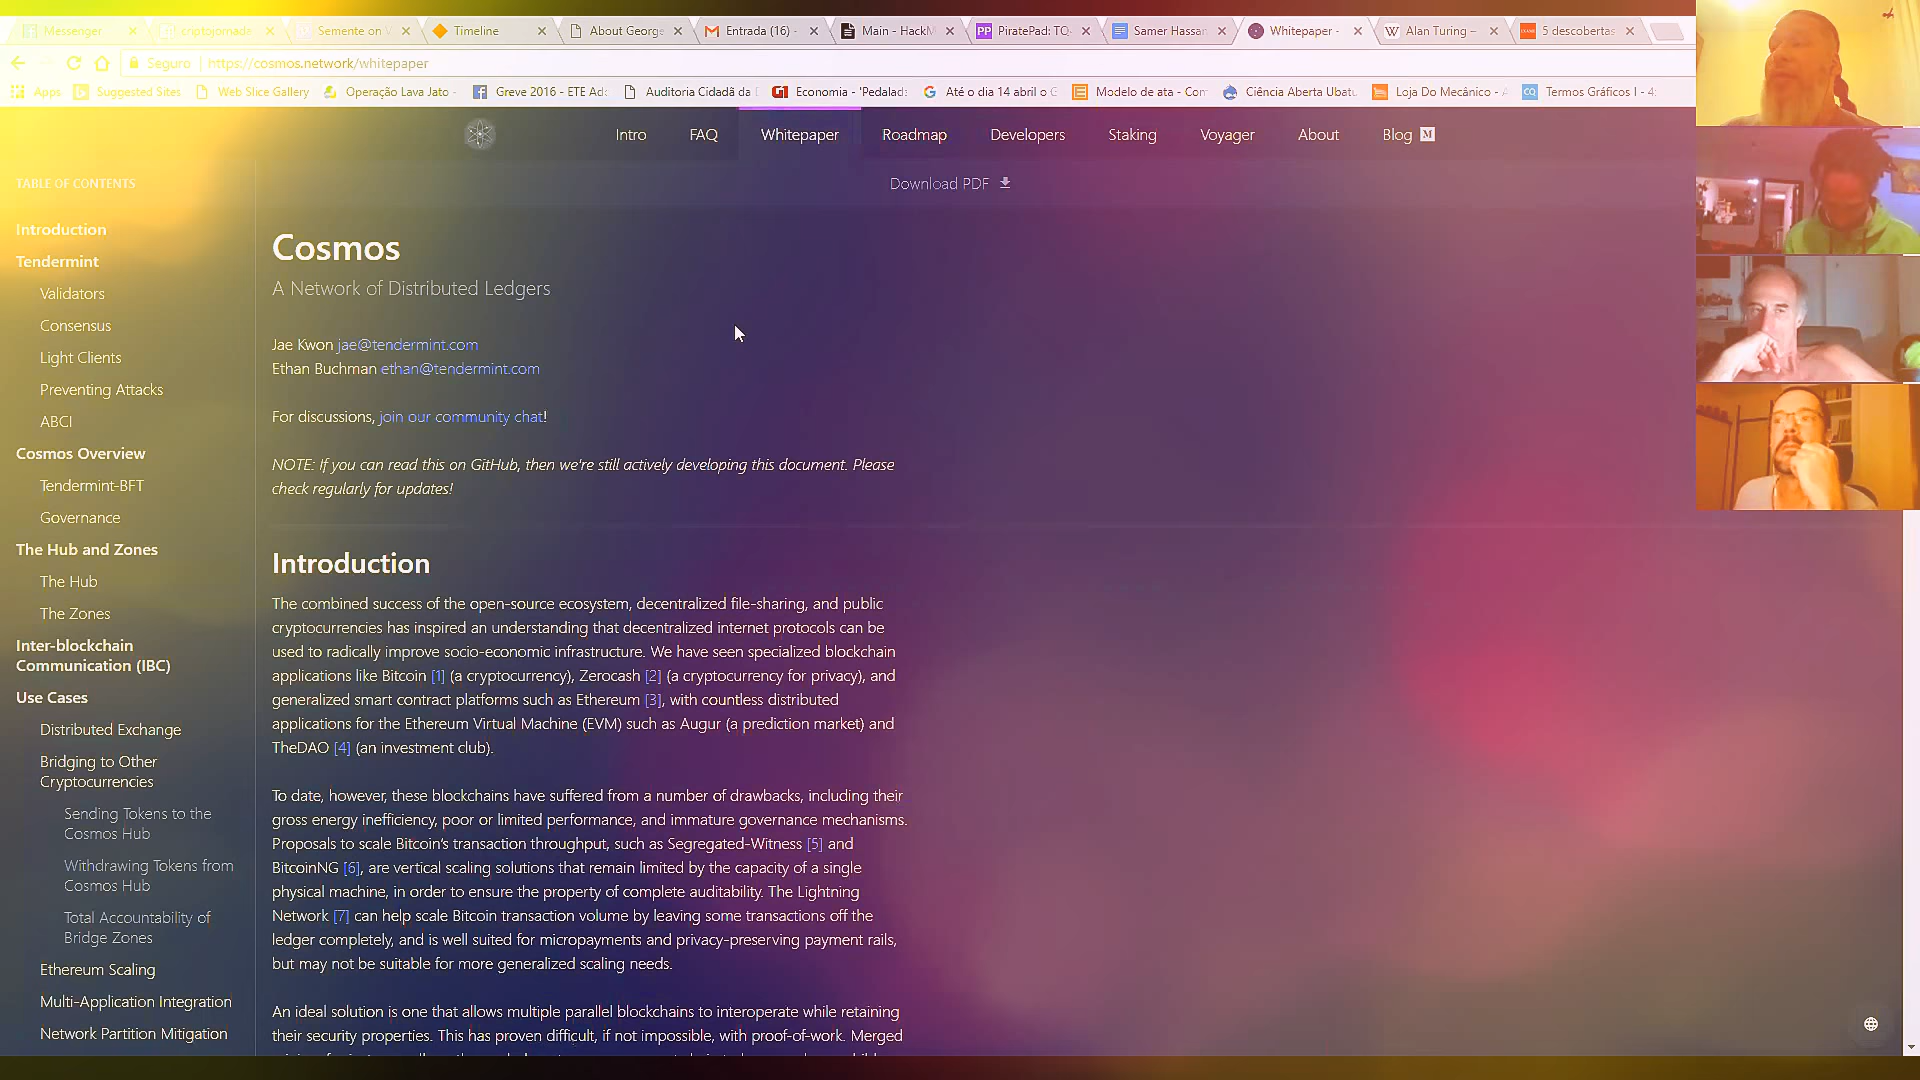 Messenger
criptojornada
Semente on V
Timeline
About George
Entrada (16) -
Main - HackM
PiratePad: TQ-
Samer Hassan
Whitepaper -
Alan Turing –
5 descobertas
Seguro
https://cosmos.network/whitepaper
Apps
Suggested Sites
Web Slice Gallery
Operação Lava Jato -
Greve 2016 - ETE Ad
Auditoria Cidadã da
Economia - 'Pedalad
Até o dia 14 abril o
Modelo de ata - Com
Ciência Aberta Ubatu
Loja Do Mecânico - A
Termos Gráficos I - 4
Intro
FAQ
Whitepaper
Roadmap
Developers
Staking
Voyager
About
Blog M
Download PDF
TABLE OF CONTENTS
Introduction
Tendermint
Validators
Consensus
Light Clients
Preventing Attacks
ABCI
Cosmos Overview
Tendermint-BFT
Governance
The Hub and Zones
The Hub
The Zones
Inter-blockchain
Communication (IBC)
Use Cases
Distributed Exchange
Bridging to Other
Cryptocurrencies
Sending Tokens to the
Cosmos Hub
Withdrawing Tokens from
Cosmos Hub
Total Accountability of
Bridge Zones
Ethereum Scaling
Multi-Application Integration
Network Partition Mitigation
Cosmos
A Network of Distributed Ledgers
Jae Kwon jae@tendermint.com
Ethan Buchman ethan@tendermint.com
For discussions, join our community chat!
NOTE: If you can read this on GitHub, then we're still actively developing this document. Please
check regularly for updates!
Introduction
The combined success of the open-source ecosystem, decentralized file-sharing, and public
cryptocurrencies has inspired an understanding that decentralized internet protocols can be
used to radically improve socio-economic infrastructure. We have seen specialized blockchain
applications like Bitcoin [1] (a cryptocurrency), Zerocash [2] (a cryptocurrency for privacy), and
generalized smart contract platforms such as Ethereum [3], with countless distributed
applications for the Ethereum Virtual Machine (EVM) such as Augur (a prediction market) and
TheDAO [4] (an investment club).
To date, however, these blockchains have suffered from a number of drawbacks, including their
gross energy inefficiency, poor or limited performance, and immature governance mechanisms.
Proposals to scale Bitcoin's transaction throughput, such as Segregated-Witness [5] and
BitcoinNG [6], are vertical scaling solutions that remain limited by the capacity of a single
physical machine, in order to ensure the property of complete auditability. The Lightning
Network [7] can help scale Bitcoin transaction volume by leaving some transactions off the
ledger completely, and is well suited for micropayments and privacy-preserving payment rails,
but may not be suitable for more generalized scaling needs.
An ideal solution is one that allows multiple parallel blockchains to interoperate while retaining
their security properties. This has proven difficult, if not impossible, with proof-of-work. Merged